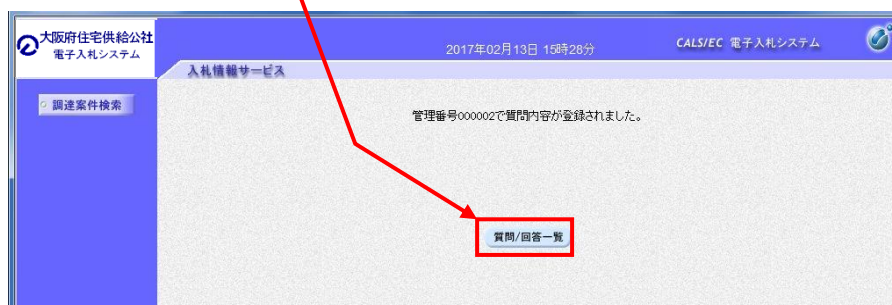 大阪府住宅供給公社
電子入札システム
2017年02月13日 15時28分
CALS/EC 電子入札システム
入札情報サービス
調達案件検索
管理番号000002で質問内容が登録されました。
質問/回答一覧